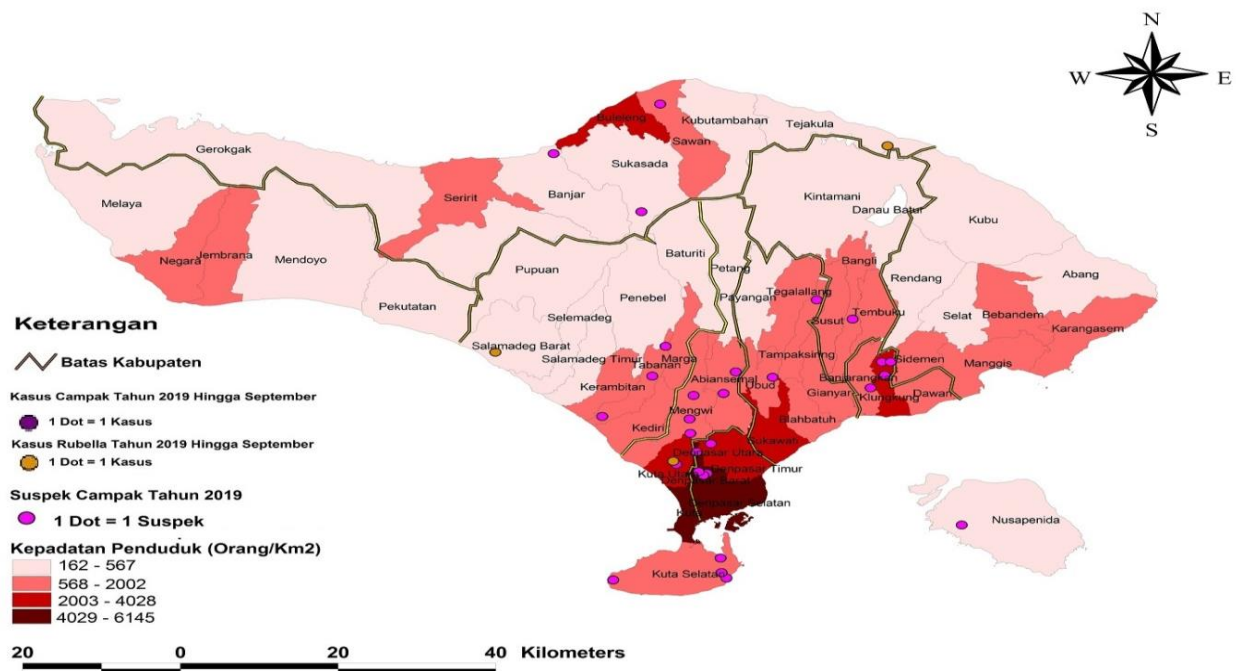 N
W E
S
Buleleng
Kubutambahan
Tejakula
Sawan
Gerokgak
Sukasada
Seririt
Banjar
Kintamani
Danau Batur
Melaya
Kubu
Negara
Jembrana
Mendoyo
Pupuan
Baturiti
Petang
Bangli
Rendang
Abang
Pekutatan
Penebel
Payangan
Tegalallang
Selemadeg
Susut
Tembuku
Selat
Bebandem
Karangasem
Salamadeg Barat
Salamadeg Timur
Marga
Tabanan
Tampaksiring
Sidemen
Manggis
Kerambitan
Abiansemal
Ubud
Banjarangkan
Gianyar
Dawan
Klungkung
Mengwi
Blahbatuh
Kediri
Sukawati
Denpasar Utara
Kuta Utara
Denpasar Timur
Denpasar Barat
Denpasar Selatan
Kuta
Nusapenida
Kuta Selatan
Keterangan
Batas Kabupaten
Kasus Campak Tahun 2019 Hingga September
1 Dot = 1 Kasus
Kasus Rubella Tahun 2019 Hingga September
1 Dot = 1 Kasus
Suspek Campak Tahun 2019
1 Dot = 1 Suspek
Kepadatan Penduduk (Orang/Km2)
162 - 567
568 - 2002
2003 - 4028
4029 - 6145
20 0 20 40 Kilometers